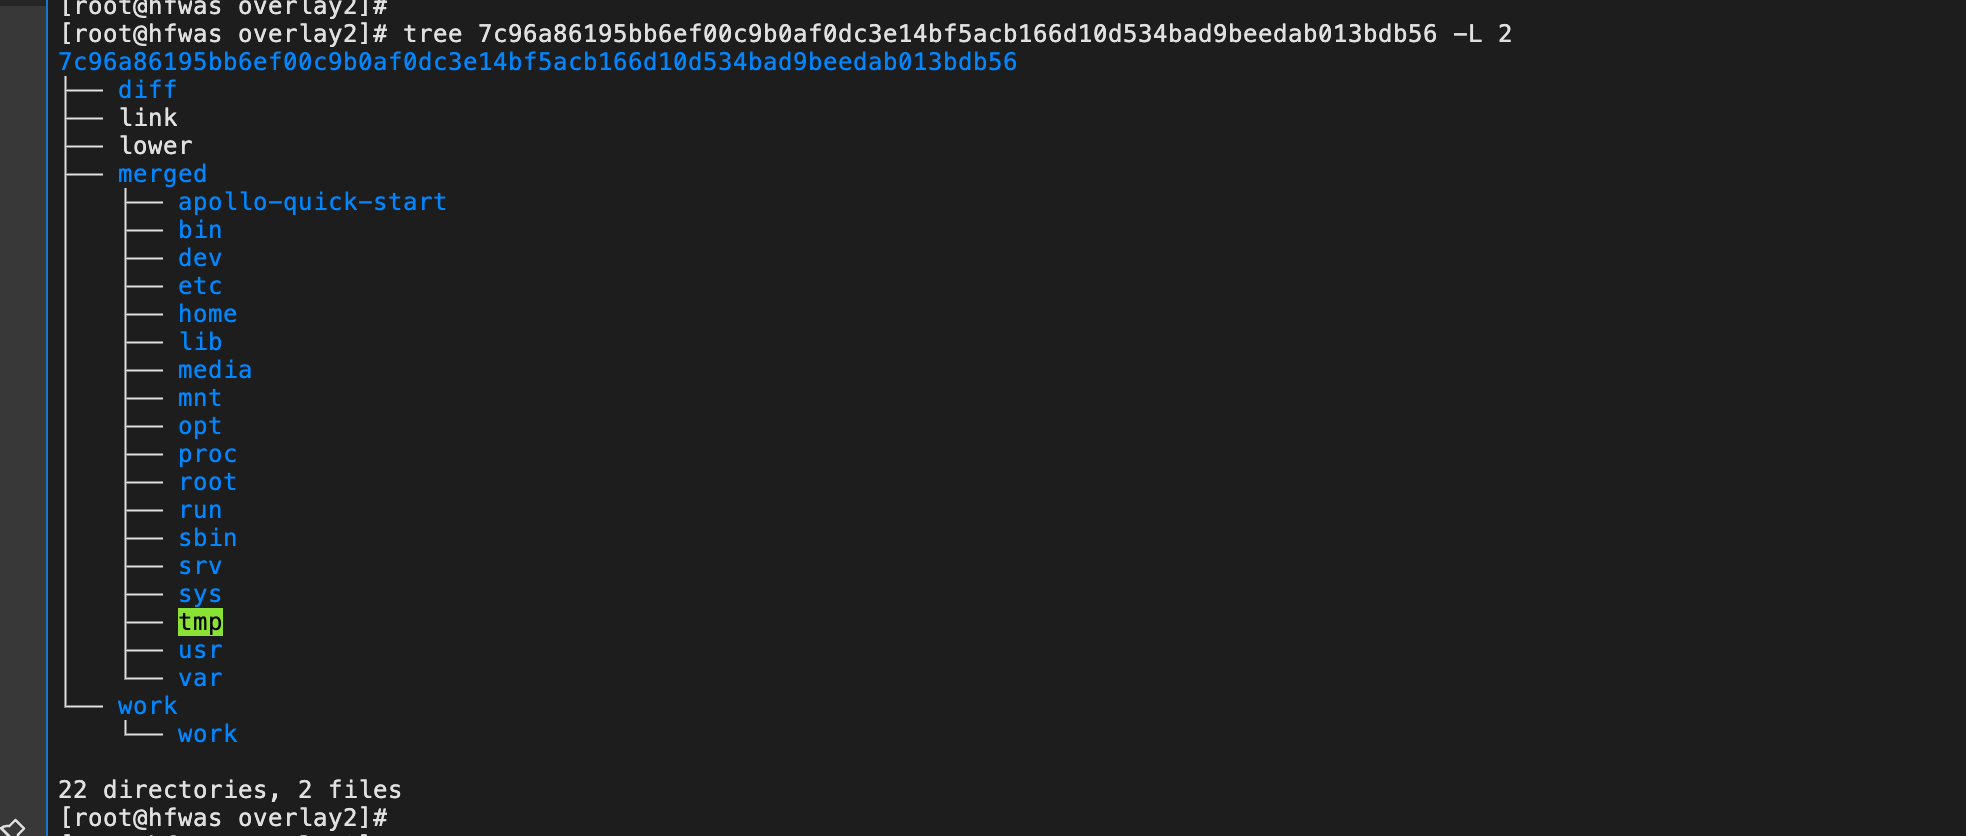 [root@hfwas overlay2]#
[root@hfwas overlay2]# tree 7c96a86195bb6ef00c9b0af0dc3e14bf5acb166d10d534bad9beedab013bdb56 -L 2
7c96a86195bb6ef00c9b0af0dc3e14bf5acb166d10d534bad9beedab013bdb56
├── diff
├── link
├── lower
├── merged
│   ├── apollo-quick-start
│   ├── bin
│   ├── dev
│   ├── etc
│   ├── home
│   ├── lib
│   ├── media
│   ├── mnt
│   ├── opt
│   ├── proc
│   ├── root
│   ├── run
│   ├── sbin
│   ├── srv
│   ├── sys
│   ├── tmp
│   ├── usr
│   └── var
└── work
    └── work
22 directories, 2 files
[root@hfwas overlay2]#